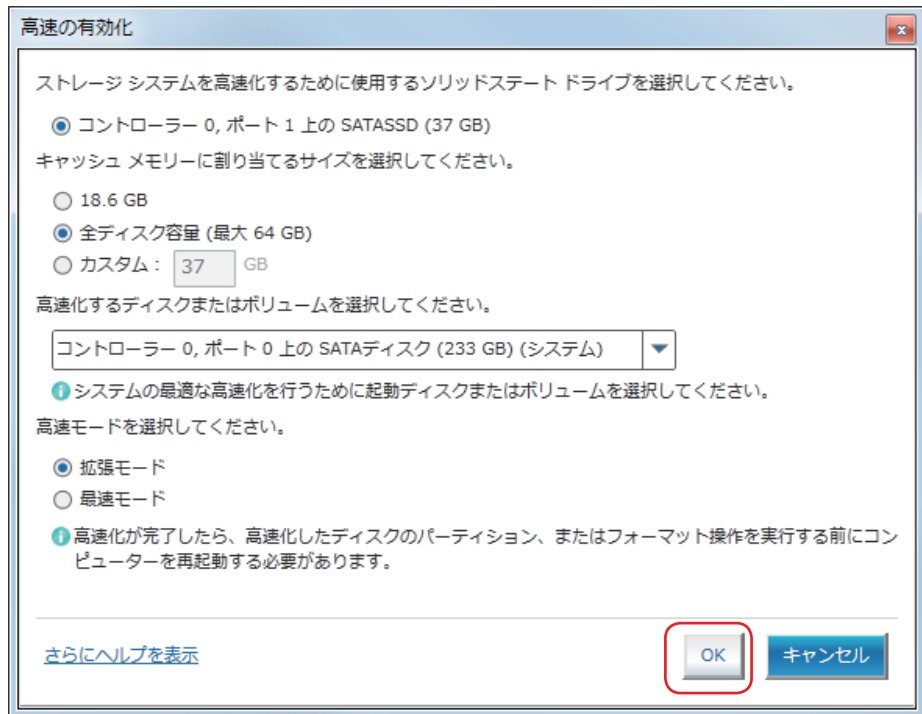 高速の有効化
ストレージ システムを高速化するために使用するソリッドステート ドライブを選択してください。
コントローラー 0, ポート 1 上の SATASSD (37 GB)
キャッシュ メモリーに割り当てるサイズを選択してください。
18.6 GB
全ディスク容量 (最大 64 GB)
カスタム : 37 GB
高速化するディスクまたはボリュームを選択してください。
コントローラー 0, ポート 0 上の SATAディスク (233 GB) (システム)
システムの最適な高速化を行うために起動ディスクまたはボリュームを選択してください。
高速モードを選択してください。
拡張モード
最速モード
高速化が完了したら、高速化したディスクのパーティション、またはフォーマット操作を実行する前にコン
ピューターを再起動する必要があります。
さらにヘルプを表示 OK キャンセル